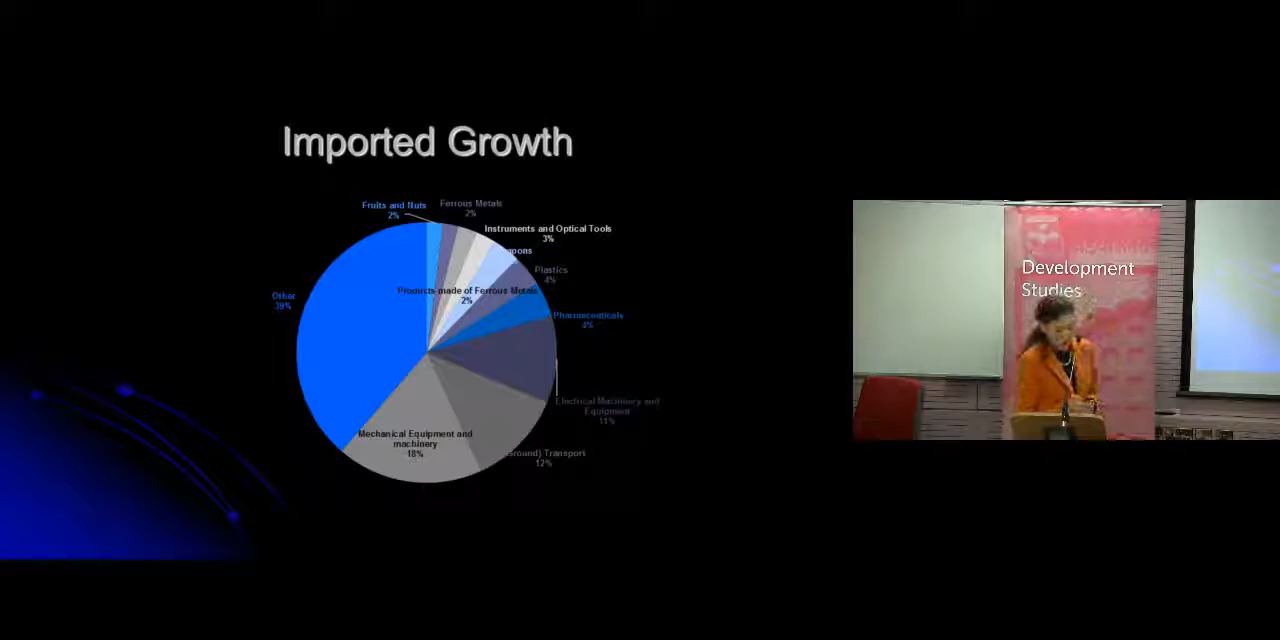 Imported Growth
Fruits and Nuts
2%
Ferrous Metals
2%
Instruments and Optical Tools
3%
Plastics
4%
Products made of Ferrous Metals
2%
Other
39%
Pharmaceuticals
4%
Electrical Machinery and
Equipment
11%
Mechanical Equipment and
machinery
18%
Transport
12%
Development
Studies